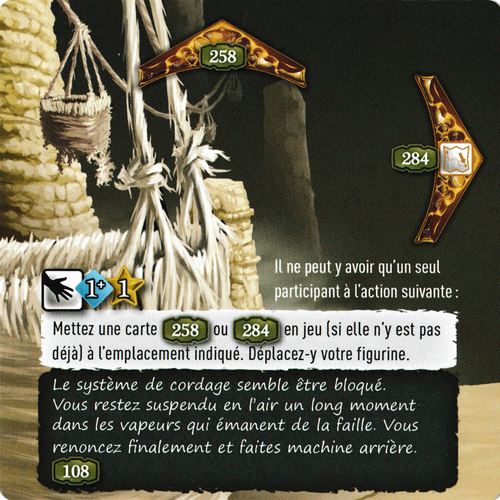 258
284
Il ne peut y avoir qu'un seul
participant à l'action suivante :
1+ 1
Mettez une carte 258 ou 284 en jeu (si elle n'y est pas
déjà) à l'emplacement indiqué. Déplacez-y votre figurine.
Le système de cordage semble être bloqué.
Vous restez suspendu en l'air un long moment
dans les vapeurs qui émanent de la faille. Vous
renoncez finalement et faites machine arrière.
108